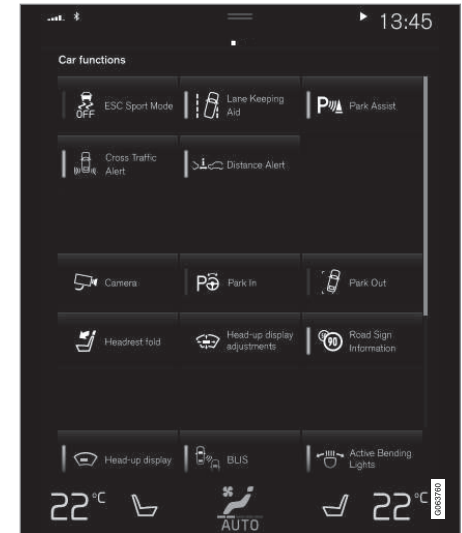 13:45
Car functions
OFF
ESC Sport Mode
Lane Keeping
Aid
P
Park Assist
Cross Traffic
Alert
Distance Alert
Camera
P
Park In
Park Out
Headrest fold
Head-up display
adjustments
90
Road Sign
Information
Head-up display
BLIS
Active Bending
Lights
22°C
AUTO
22°C
G063760